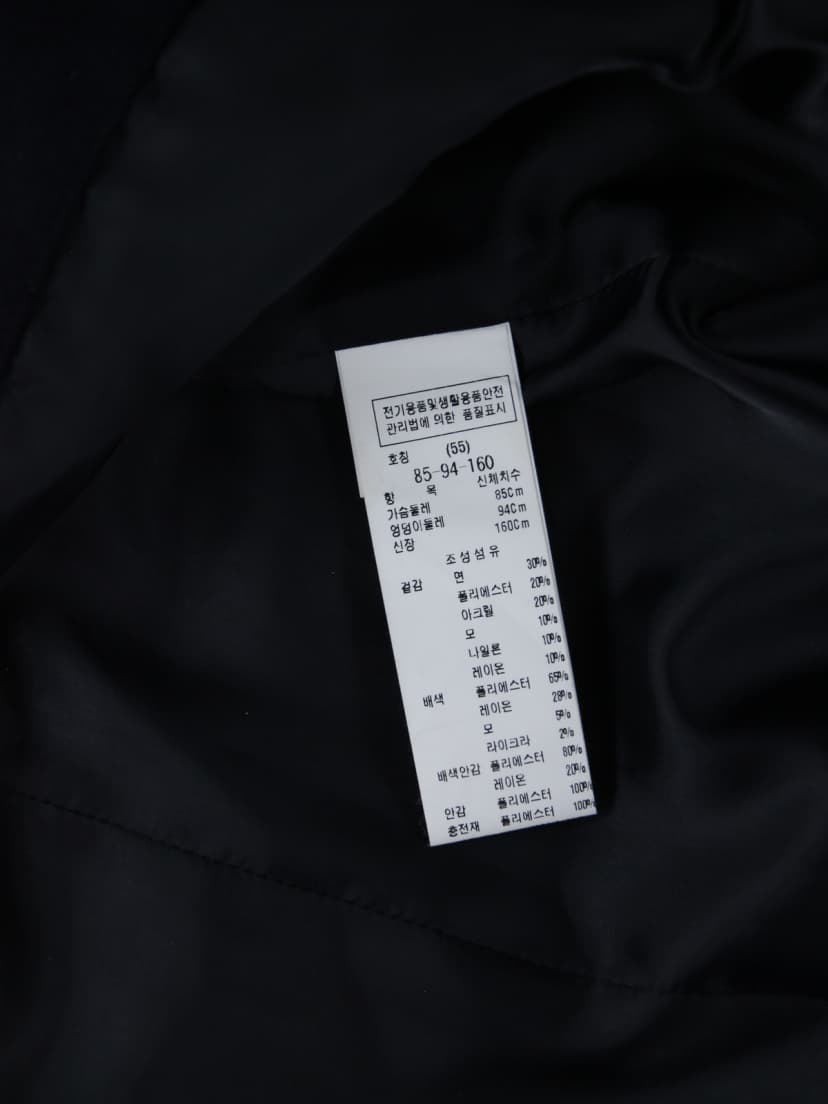 전기용품및생활용품안전
관리법에 의한 품질표시
호칭 (55)
85-94-160
항 목 신체치수
가슴둘레 85Cm
엉덩이둘레 94Cm
신장 160Cm
조성섬유
겉감 면 30%
폴리에스터 20%
아크릴 20%
모 10%
나일론 10%
레이온 10%
배색 폴리에스터 65%
레이온 28%
모 5%
라이크라 2%
배색안감 폴리에스터 80%
레이온 20%
안감 폴리에스터 100%
충전재 폴리에스터 100%